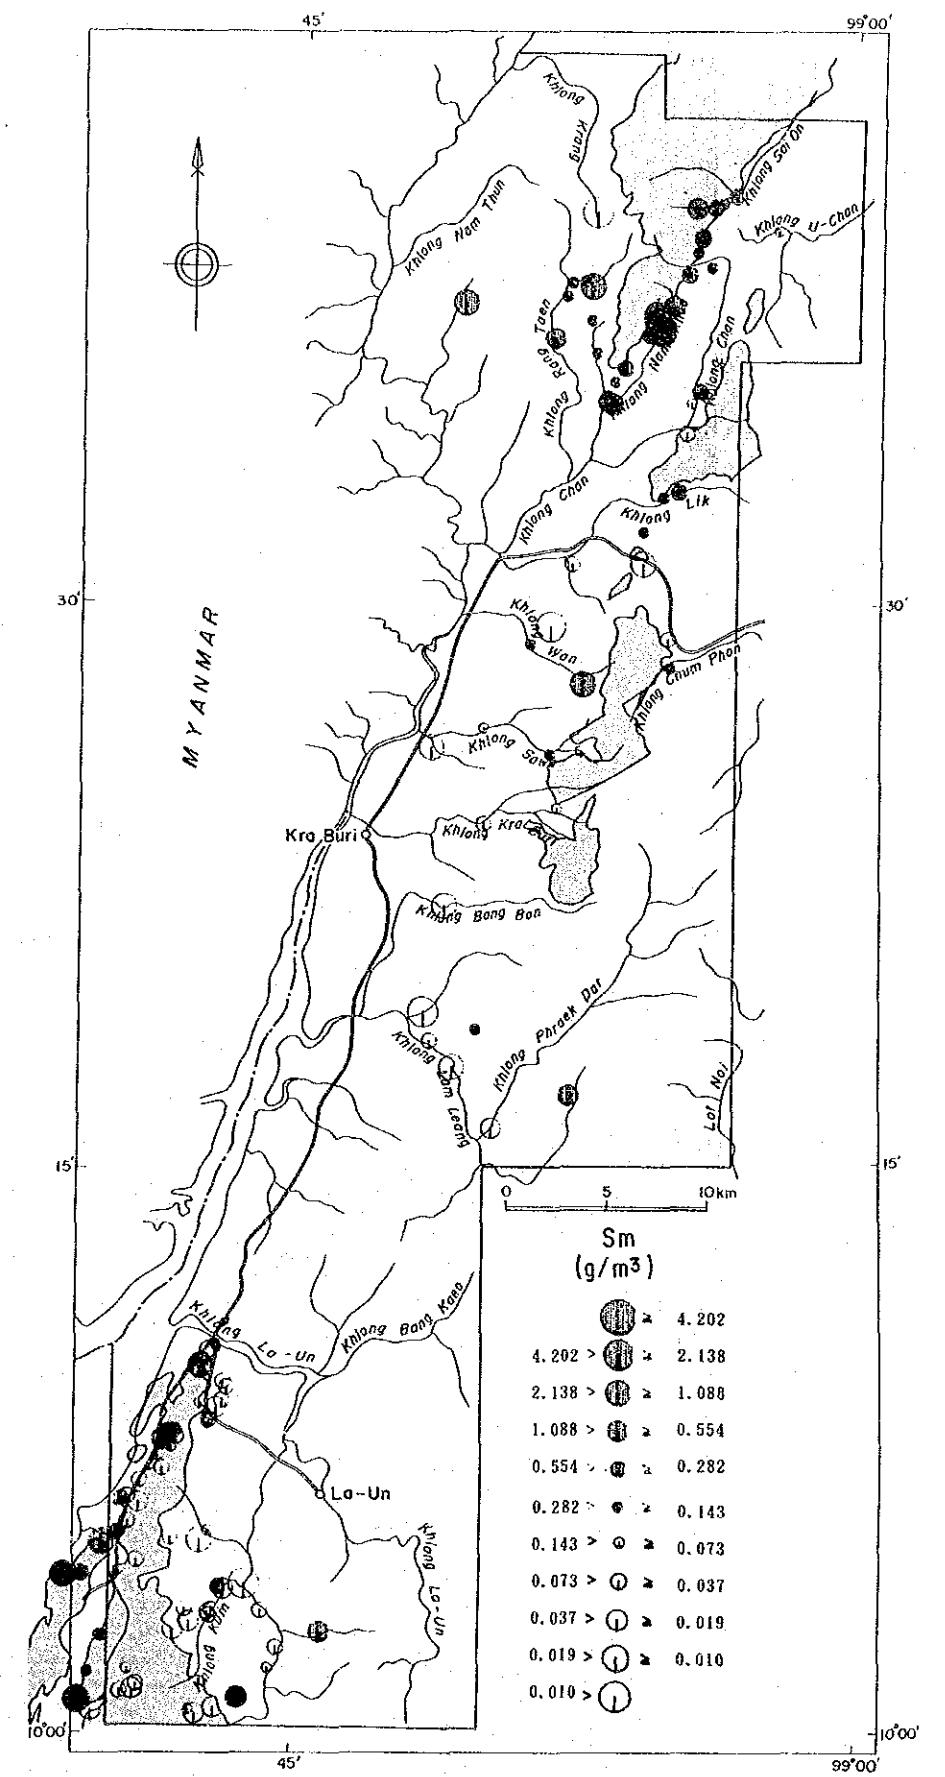 45'
99°00'
Khlong Krang
Khlong Sai On
Khlong Nam Thun
Khlong U-Chan
Khlong Rang Taen
Khlong Nam
Khlong Chan
Khlong Chan
Khlong Lik
30'
30'
MYANMAR
Khlong Wan
Khlong Chum Phon
Khlong Sawi
Kra Buri
Khlong Kra Buri
Khlong Bang Bon
Khlong Phraek Dat
Khlong Lam Leang
Lat Noi
15'
15'
0 5 10km
Sm
(g/m³)
≥ 4.202
4.202 > ≥ 2.138
2.138 > ≥ 1.088
1.088 > ≥ 0.554
0.554 > ≥ 0.282
0.282 > ≥ 0.143
0.143 > ≥ 0.073
0.073 > ≥ 0.037
0.037 > ≥ 0.019
0.019 > ≥ 0.010
0.010 >
Khlong La-Un
Khlong Bang Kaeo
La-Un
Khlong La-Un
Khlong Kum
10°00'
10°00'
45'
99°00'